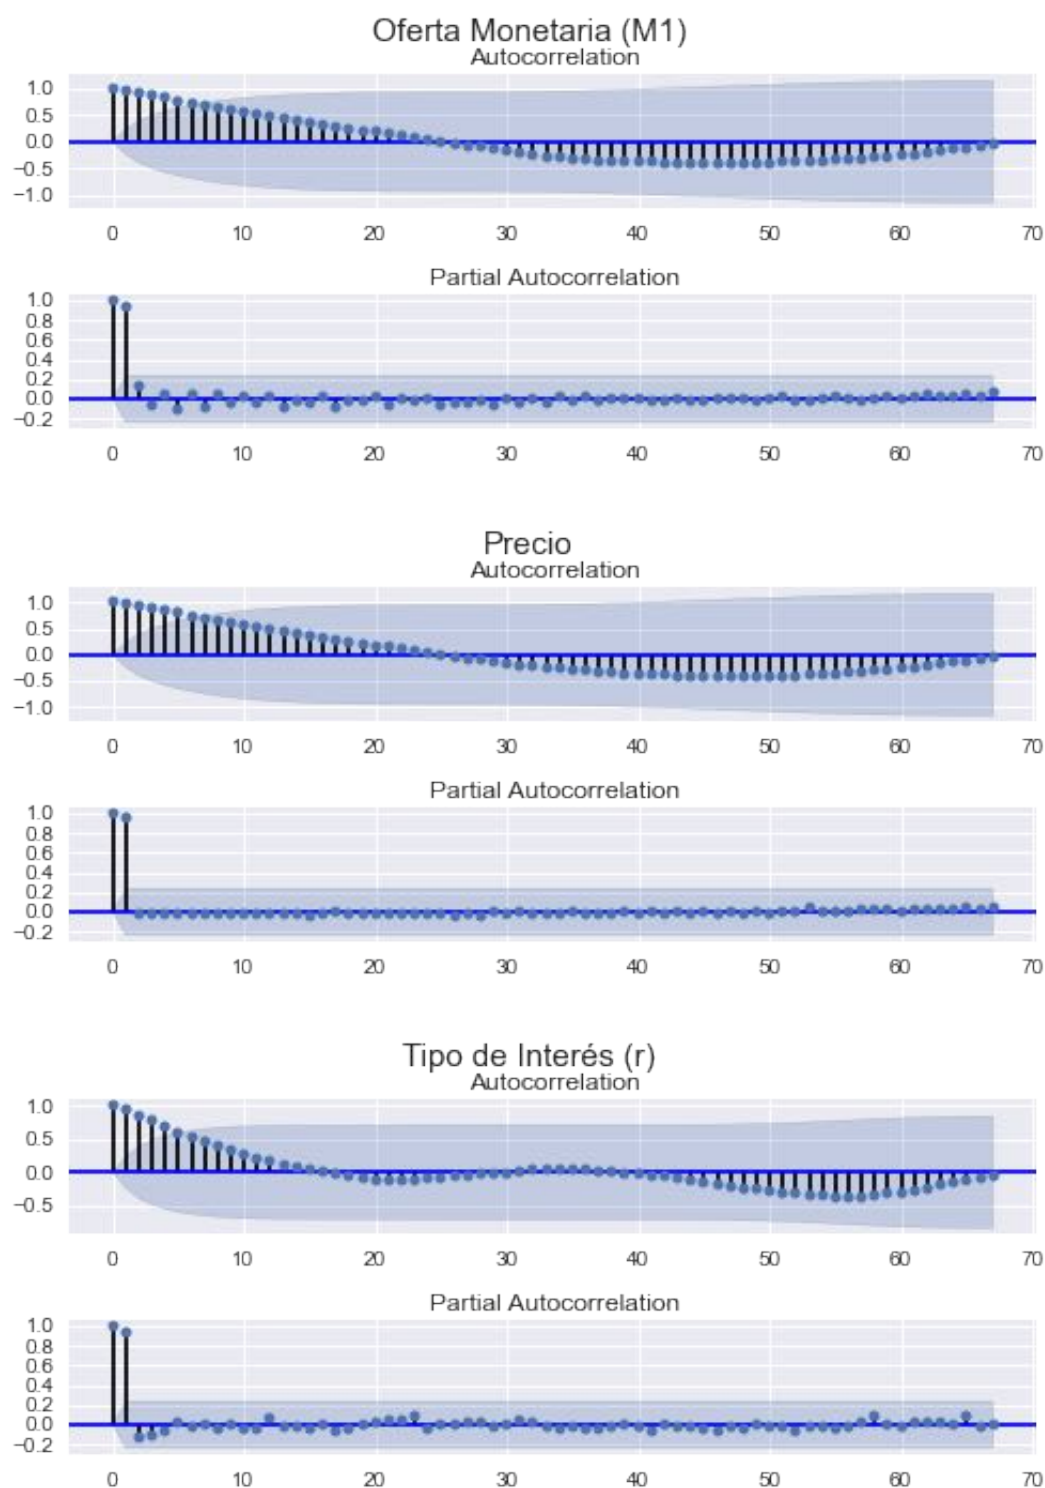 Oferta Monetaria (M1)
Autocorrelation
1.0
0.5
0.0
−0.5
−1.0
0 10 20 30 40 50 60 70
Partial Autocorrelation
1.0
0.8
0.6
0.4
0.2
0.0
−0.2
0 10 20 30 40 50 60 70
Precio
Autocorrelation
1.0
0.5
0.0
−0.5
−1.0
0 10 20 30 40 50 60 70
Partial Autocorrelation
1.0
0.8
0.6
0.4
0.2
0.0
−0.2
0 10 20 30 40 50 60 70
Tipo de Interés (r)
Autocorrelation
1.0
0.5
0.0
−0.5
0 10 20 30 40 50 60 70
Partial Autocorrelation
1.0
0.8
0.6
0.4
0.2
0.0
−0.2
0 10 20 30 40 50 60 70